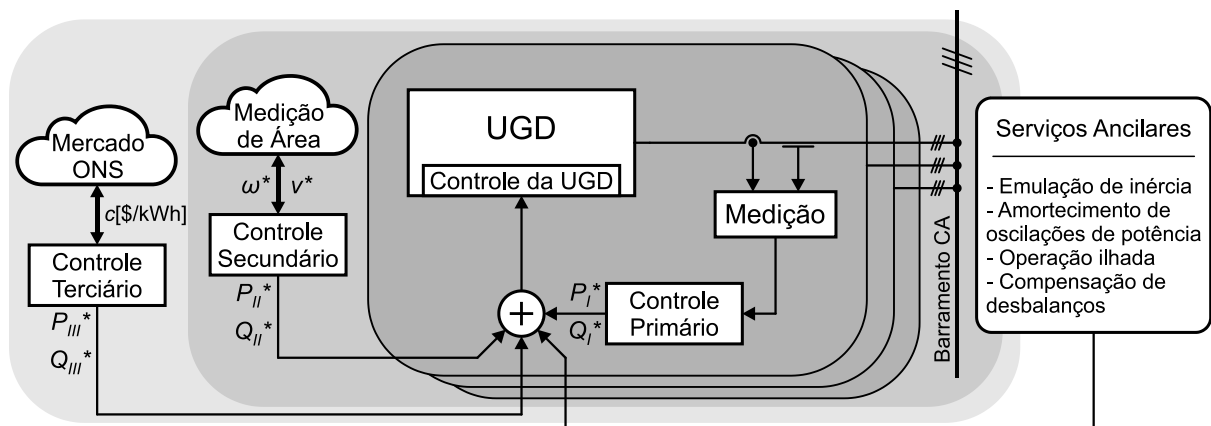 Mercado
ONS
c[$/kWh]
Controle
Terciário
P_III*
Q_III*
Medição
de Área
ω* v*
Controle
Secundário
P_II*
Q_II*
UGD
Controle da UGD
Medição
P_I*
Q_I*
Controle
Primário
+
Barramento CA
Serviços Ancilares
- Emulação de inércia
- Amortecimento de
oscilações de potência
- Operação ilhada
- Compensação de
desbalanços